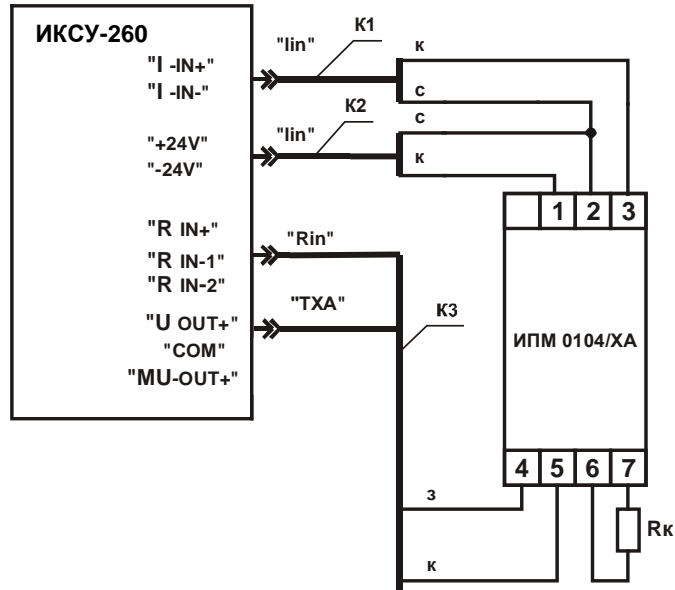 ИКСУ-260
"I -IN+"
"I -IN-"
"Iin"
К1
к
с
"+24V"
"-24V"
"Iin"
К2
с
к
1 2 3
"R IN+"
"R IN-1"
"R IN-2"
"Rin"
"U OUT+"
"COM"
"MU-OUT+"
"ТХА"
К3
ИПМ 0104/ХА
4 5 6 7
з
к
Rк